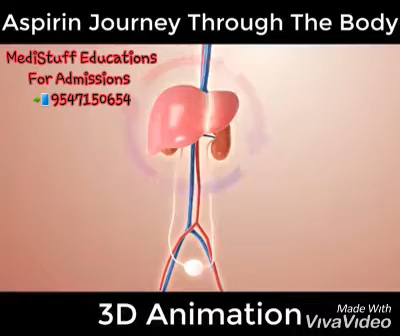 Aspirin Journey Through The Body
MediStuff Educations
For Admissions
9547150654
3D Animation
Made With
VivaVideo